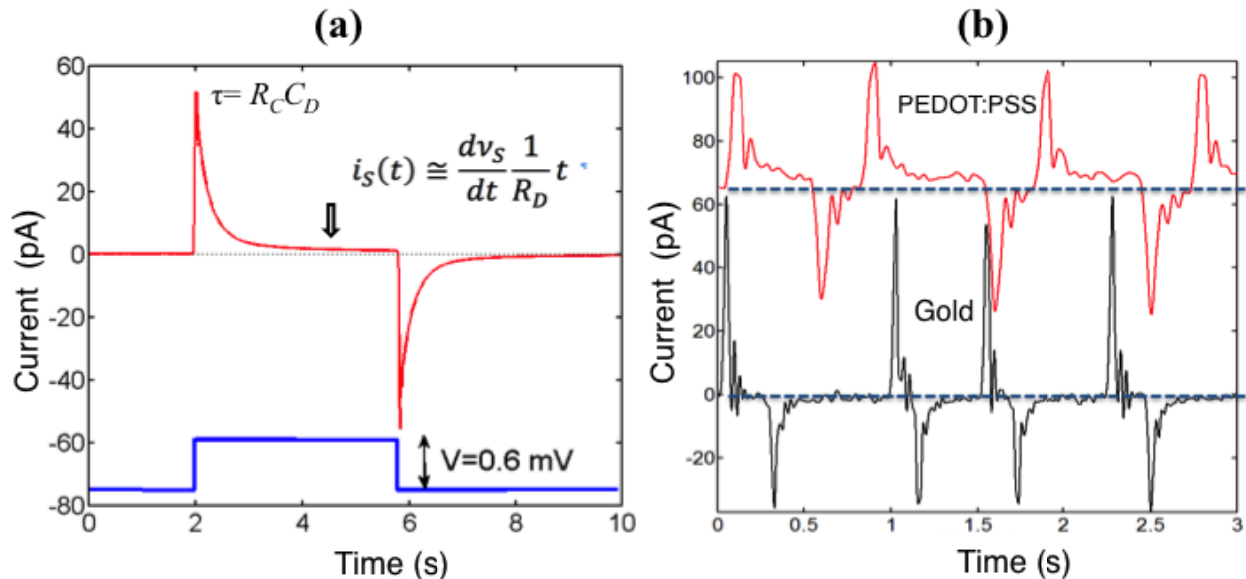 (a)
(b)
60
40
20
0
-20
-40
-60
-80
0
2
4
6
8
10
Current (pA)
Time (s)
τ= R_C C_D
i_S(t) ≅ dv_S/dt 1/R_D t
V=0.6 mV
100
80
60
40
20
0
-20
0
0.5
1
1.5
2
2.5
3
Current (pA)
Time (s)
PEDOT:PSS
Gold